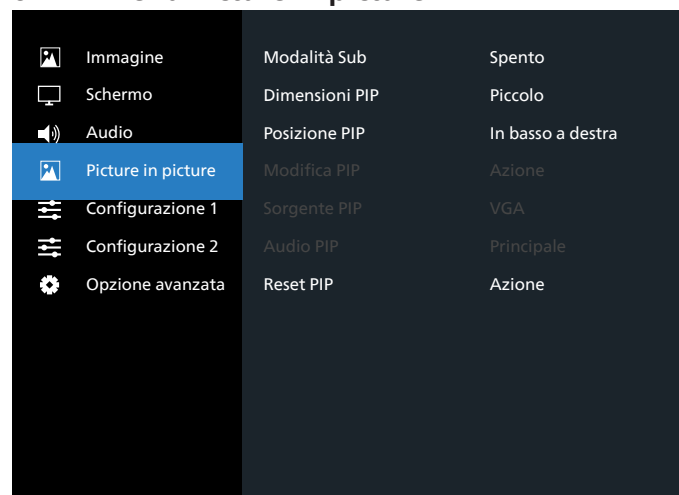 Immagine Modalità Sub Spento
Schermo Dimensioni PIP Piccolo
Audio Posizione PIP In basso a destra
Picture in picture Modifica PIP Azione
Configurazione 1 Sorgente PIP VGA
Configurazione 2 Audio PIP Principale
Opzione avanzata Reset PIP Azione